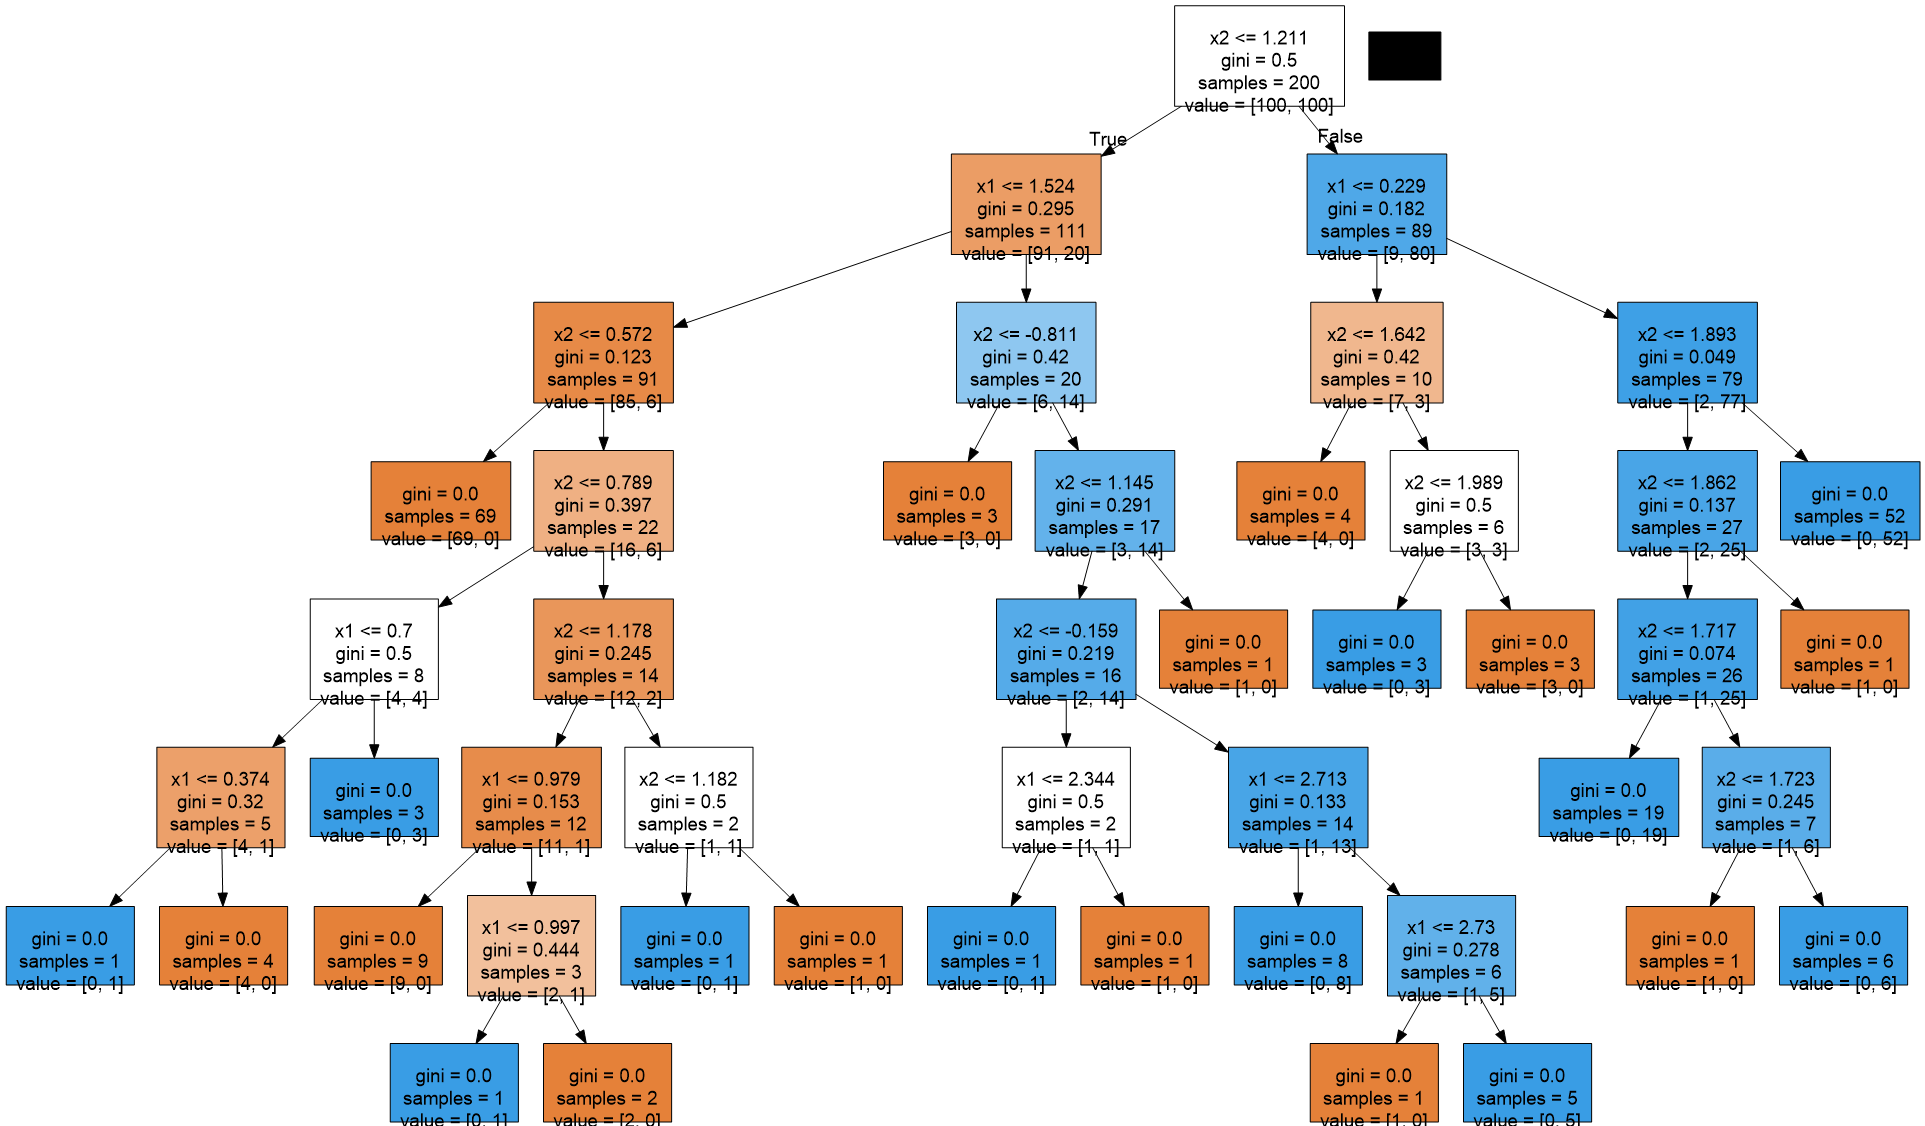 x2 <= 1.211
gini = 0.5
samples = 200
value = [100, 100]
True
False
x1 <= 1.524
gini = 0.295
samples = 111
value = [91, 20]
x1 <= 0.229
gini = 0.182
samples = 89
value = [9, 80]
x2 <= 0.572
gini = 0.123
samples = 91
value = [85, 6]
x2 <= -0.811
gini = 0.42
samples = 20
value = [6, 14]
x2 <= 1.642
gini = 0.42
samples = 10
value = [7, 3]
x2 <= 1.893
gini = 0.049
samples = 79
value = [2, 77]
gini = 0.0
samples = 69
value = [69, 0]
x2 <= 0.789
gini = 0.397
samples = 22
value = [16, 6]
gini = 0.0
samples = 3
value = [3, 0]
x2 <= 1.145
gini = 0.291
samples = 17
value = [3, 14]
gini = 0.0
samples = 4
value = [4, 0]
x2 <= 1.989
gini = 0.5
samples = 6
value = [3, 3]
x2 <= 1.862
gini = 0.137
samples = 27
value = [2, 25]
gini = 0.0
samples = 52
value = [0, 52]
x1 <= 0.7
gini = 0.5
samples = 8
value = [4, 4]
x2 <= 1.178
gini = 0.245
samples = 14
value = [12, 2]
x2 <= -0.159
gini = 0.219
samples = 16
value = [2, 14]
gini = 0.0
samples = 1
value = [1, 0]
gini = 0.0
samples = 3
value = [0, 3]
gini = 0.0
samples = 3
value = [3, 0]
x2 <= 1.717
gini = 0.074
samples = 26
value = [1, 25]
gini = 0.0
samples = 1
value = [1, 0]
x1 <= 0.374
gini = 0.32
samples = 5
value = [4, 1]
gini = 0.0
samples = 3
value = [0, 3]
x1 <= 0.979
gini = 0.153
samples = 12
value = [11, 1]
x2 <= 1.182
gini = 0.5
samples = 2
value = [1, 1]
x1 <= 2.344
gini = 0.5
samples = 2
value = [1, 1]
x1 <= 2.713
gini = 0.133
samples = 14
value = [1, 13]
gini = 0.0
samples = 19
value = [0, 19]
x2 <= 1.723
gini = 0.245
samples = 7
value = [1, 6]
gini = 0.0
samples = 1
value = [0, 1]
gini = 0.0
samples = 4
value = [4, 0]
gini = 0.0
samples = 9
value = [9, 0]
x1 <= 0.997
gini = 0.444
samples = 3
value = [2, 1]
gini = 0.0
samples = 1
value = [0, 1]
gini = 0.0
samples = 1
value = [1, 0]
gini = 0.0
samples = 1
value = [0, 1]
gini = 0.0
samples = 1
value = [1, 0]
gini = 0.0
samples = 8
value = [0, 8]
x1 <= 2.73
gini = 0.278
samples = 6
value = [1, 5]
gini = 0.0
samples = 1
value = [1, 0]
gini = 0.0
samples = 6
value = [0, 6]
gini = 0.0
samples = 1
value = [0, 1]
gini = 0.0
samples = 2
value = [2, 0]
gini = 0.0
samples = 1
value = [1, 0]
gini = 0.0
samples = 5
value = [0, 5]